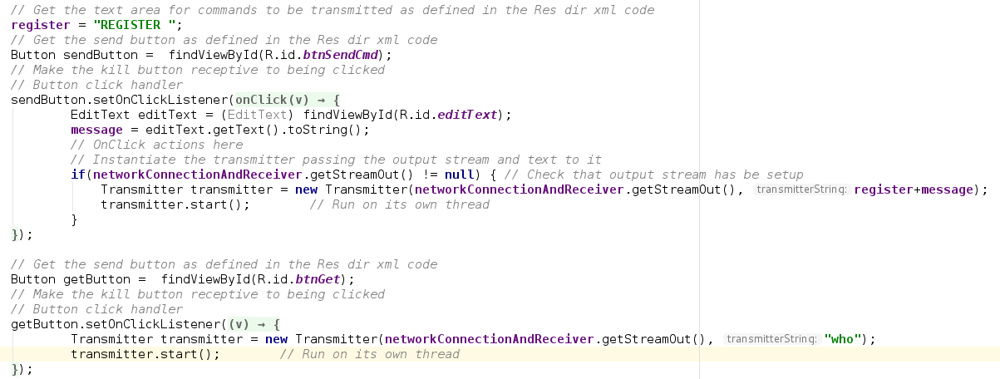 // Get the text area for commands to be transmitted as defined in the Res dir xml code
register = "REGISTER ";
// Get the send button as defined in the Res dir xml code
Button sendButton =  findViewById(R.id.btnSendCmd);
// Make the kill button receptive to being clicked
// Button click handler
sendButton.setOnClickListener(onClick(v) → {
        EditText editText = (EditText) findViewById(R.id.editText);
        message = editText.getText().toString();
        // OnClick actions here
        // Instantiate the transmitter passing the output stream and text to it
        if(networkConnectionAndReceiver.getStreamOut() != null) { // Check that output stream has be setup
            Transmitter transmitter = new Transmitter(networkConnectionAndReceiver.getStreamOut(), transmitterString: register+message);
            transmitter.start();        // Run on its own thread
        }
});

// Get the send button as defined in the Res dir xml code
Button getButton =  findViewById(R.id.btnGet);
// Make the kill button receptive to being clicked
// Button click handler
getButton.setOnClickListener((v) → {
        Transmitter transmitter = new Transmitter(networkConnectionAndReceiver.getStreamOut(), transmitterString: "who");
        transmitter.start();        // Run on its own thread
});